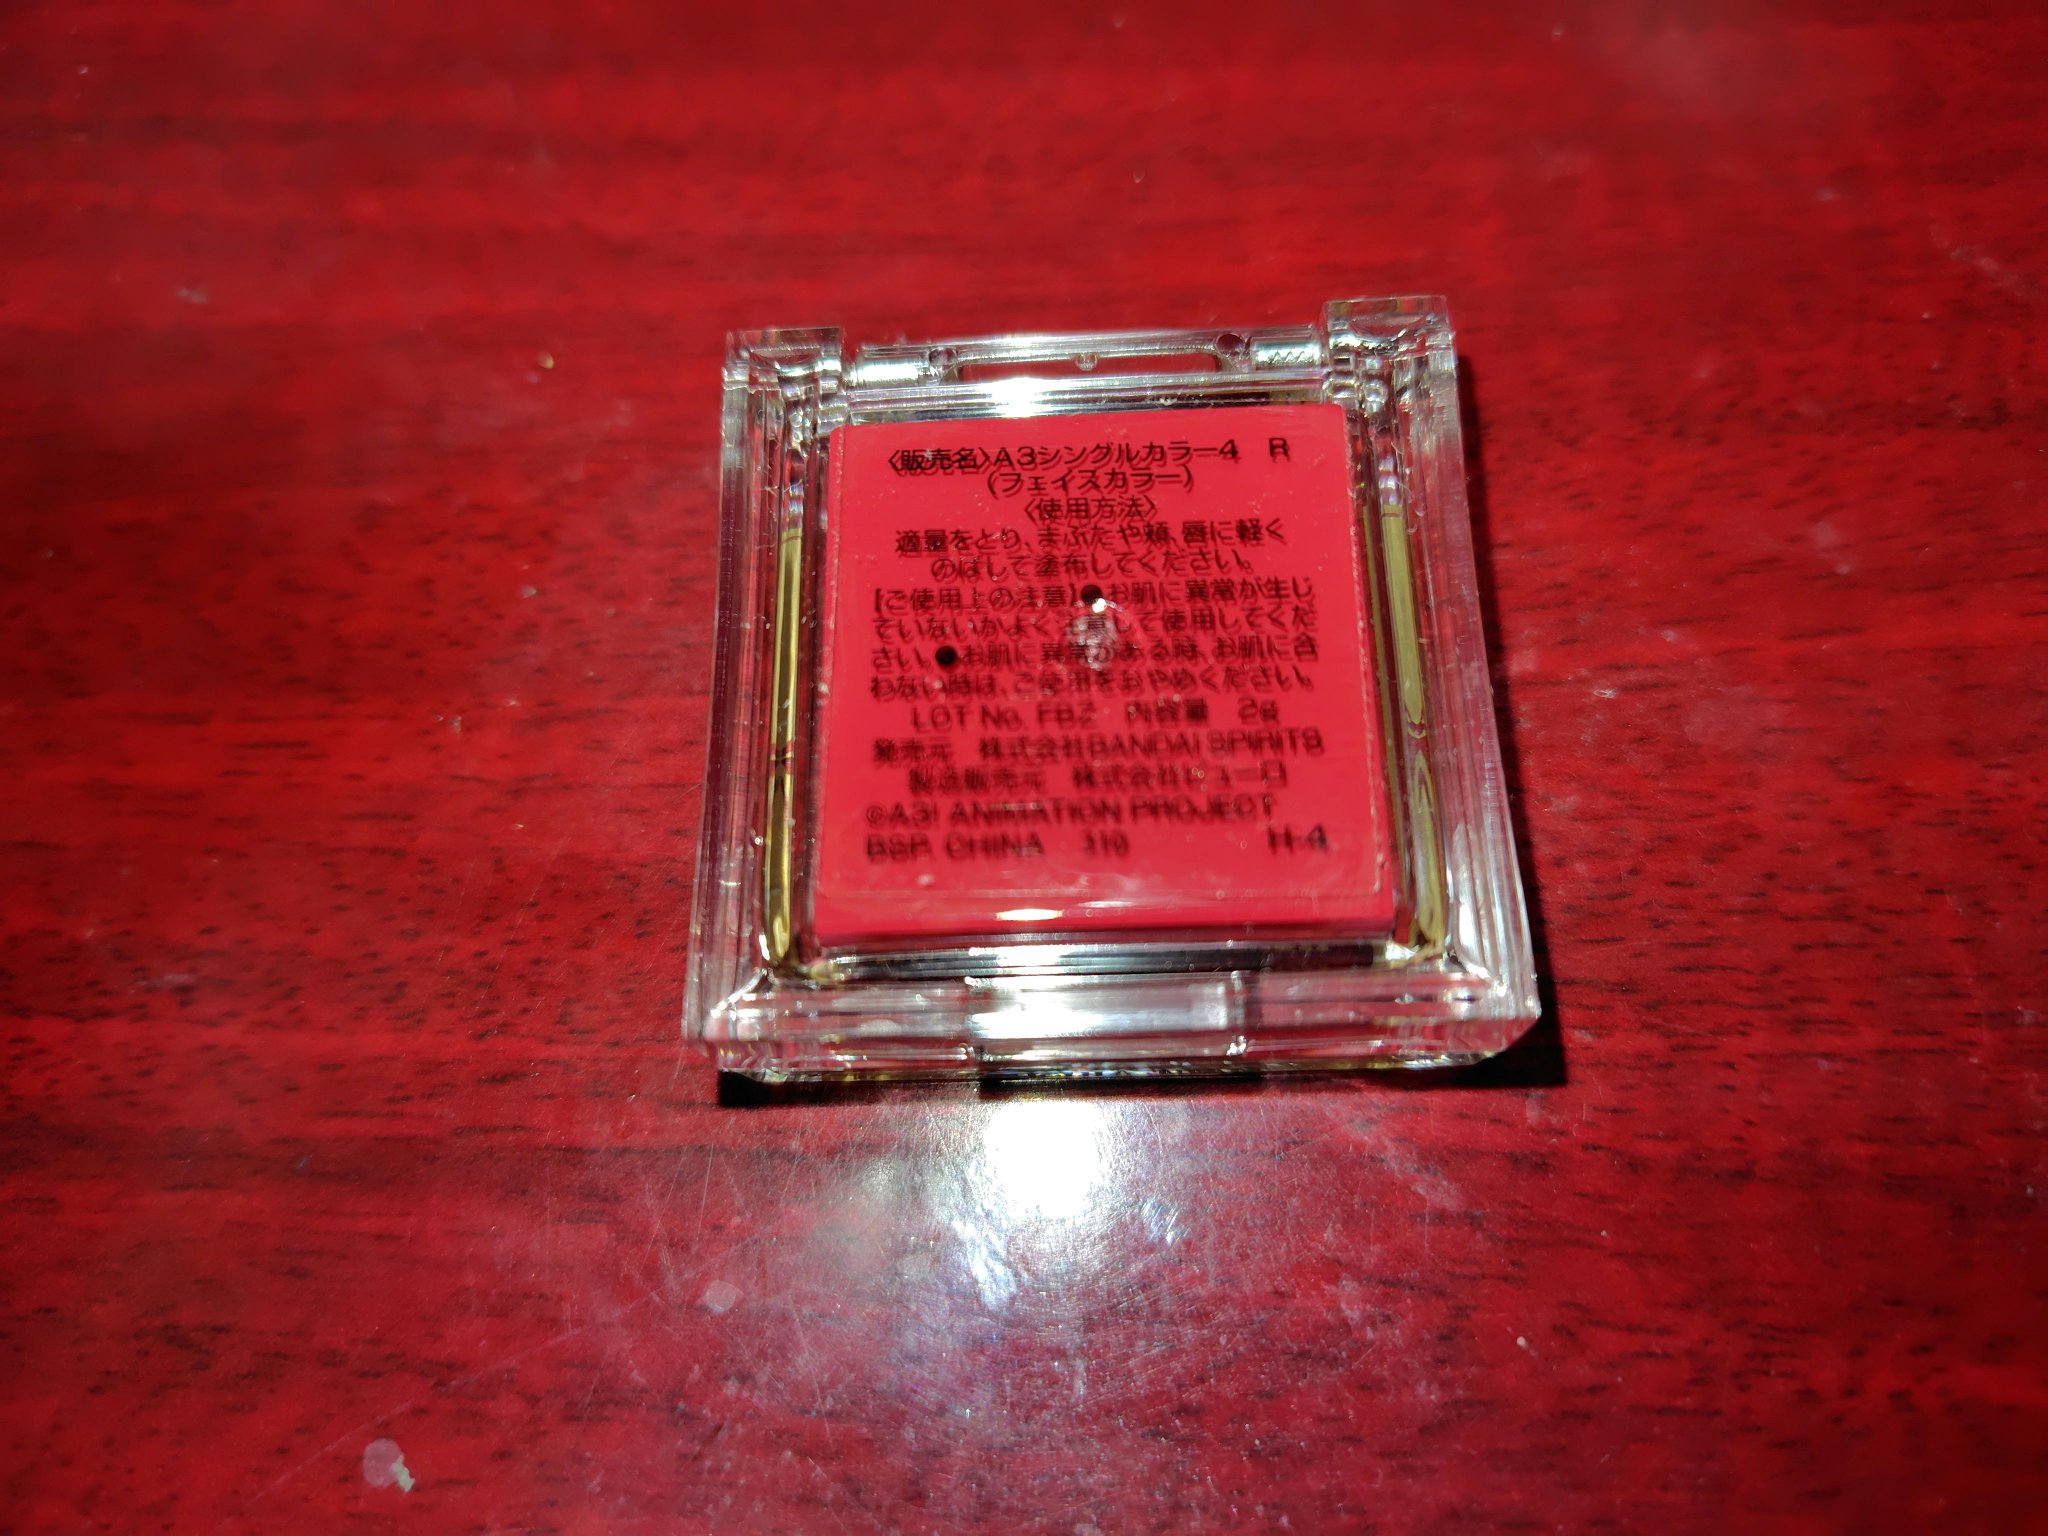 〈販売名〉A3シングルカラー4 R
(フェイスカラー)
〈使用方法〉
適量をとり、まぶたや頬、唇に軽く
のばして塗布してください。
【ご使用上の注意】●お肌に異常が生じ
ていないかよく注意して使用してくだ
さい。●お肌に異常がある時、お肌に合
わない時は、ご使用をおやめください。
LOT No. FBZ 内容量 2g
発売元 株式会社BANDAI SPIRITS
製造販売元 株式会社ピューロ
©A3! ANIMATION PROJECT
BSP. CHINA 310 H-4